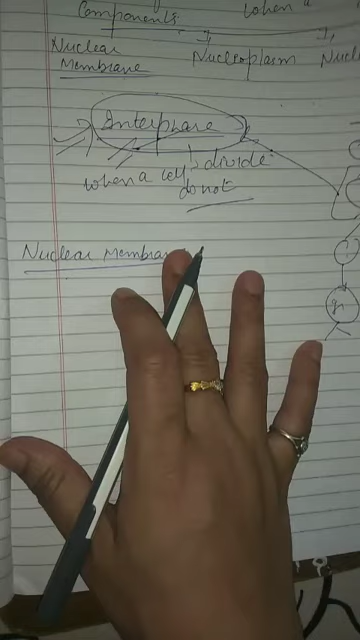 Components when a
Nuclear Membrane
Nucleoplasm
Interphase
when a cell
divide
do not
Nuclear Membrane